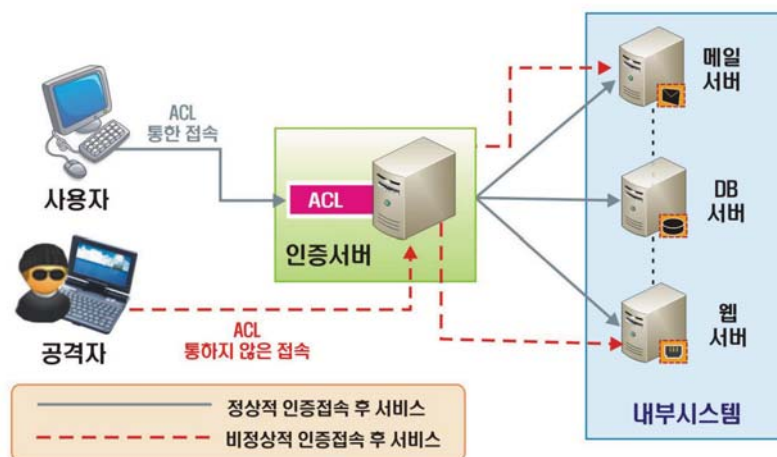 ACL
통한 접속
사용자
ACL
인증서버
공격자
ACL
통하지 않은 접속
메일
서버
DB
서버
웹
서버
내부시스템
정상적 인증접속 후 서비스
비정상적 인증접속 후 서비스